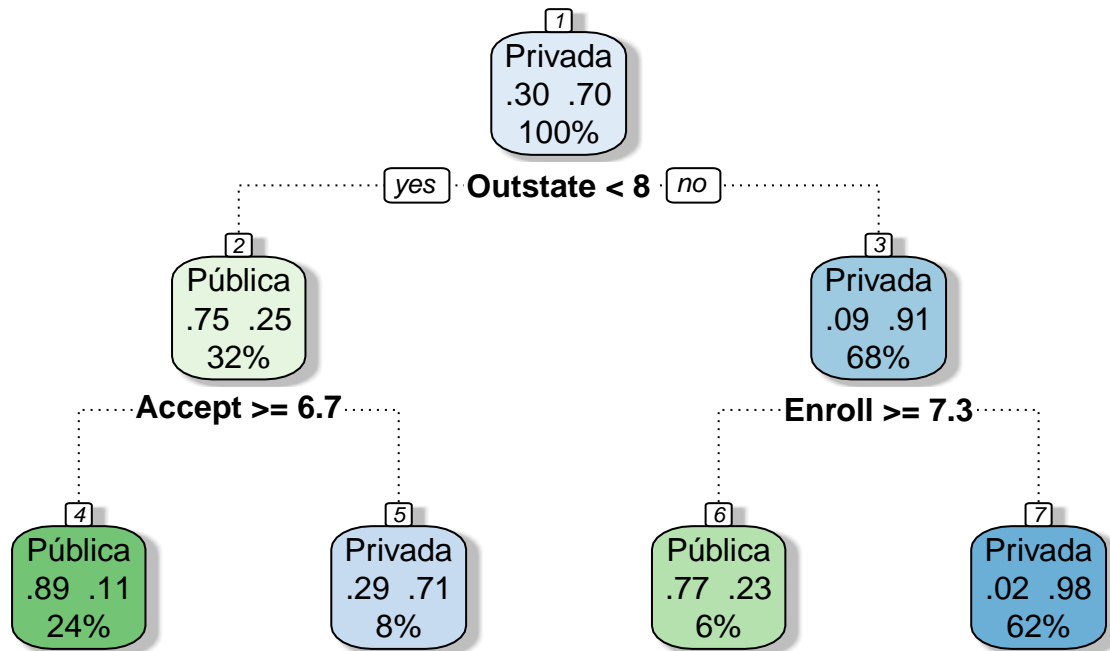 1
Privada
.30 .70
100%
yes Outstate < 8 no
2
Pública
.75 .25
32%
3
Privada
.09 .91
68%
Accept >= 6.7
Enroll >= 7.3
4
Pública
.89 .11
24%
5
Privada
.29 .71
8%
6
Pública
.77 .23
6%
7
Privada
.02 .98
62%